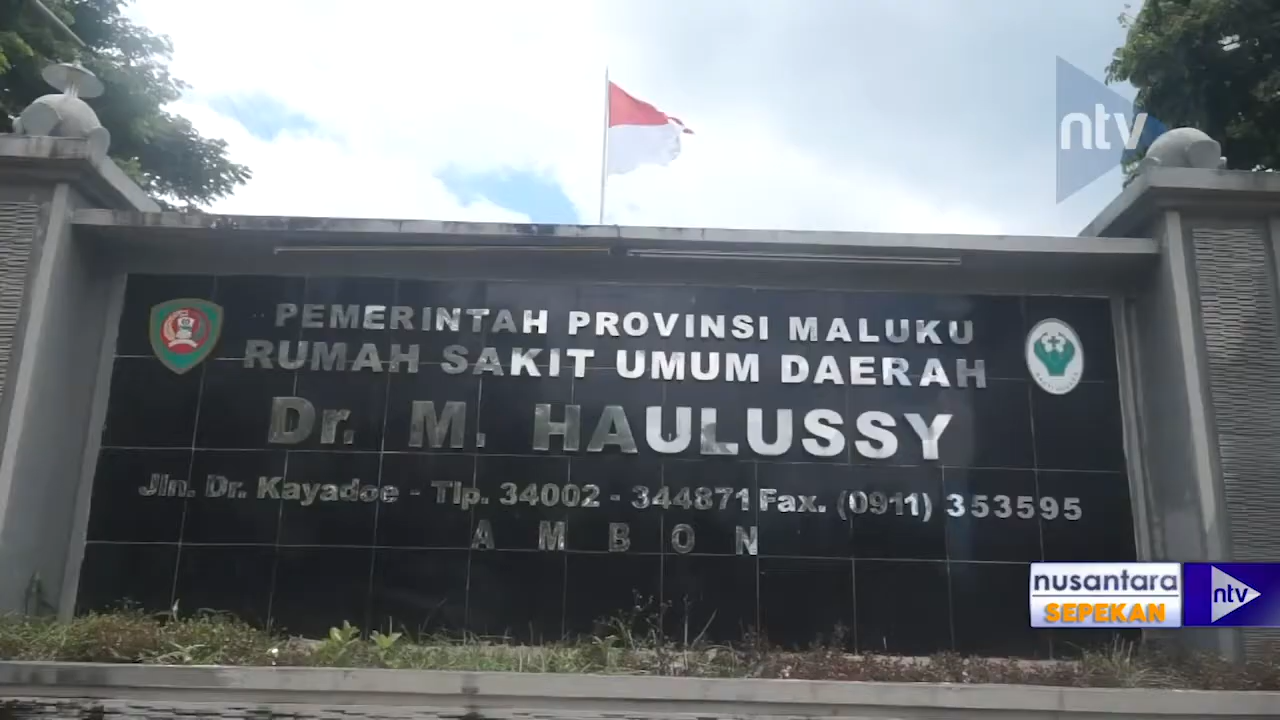 ntv
PEMERINTAH PROVINSI MALUKU
RUMAH SAKIT UMUM DAERAH
Dr. M. HAULUSSY
Jln. Dr. Kayadoe - Tlp. 34002 - 344871 Fax. (0911) 353595
AMBON
nusantara ntv
SEPEKAN